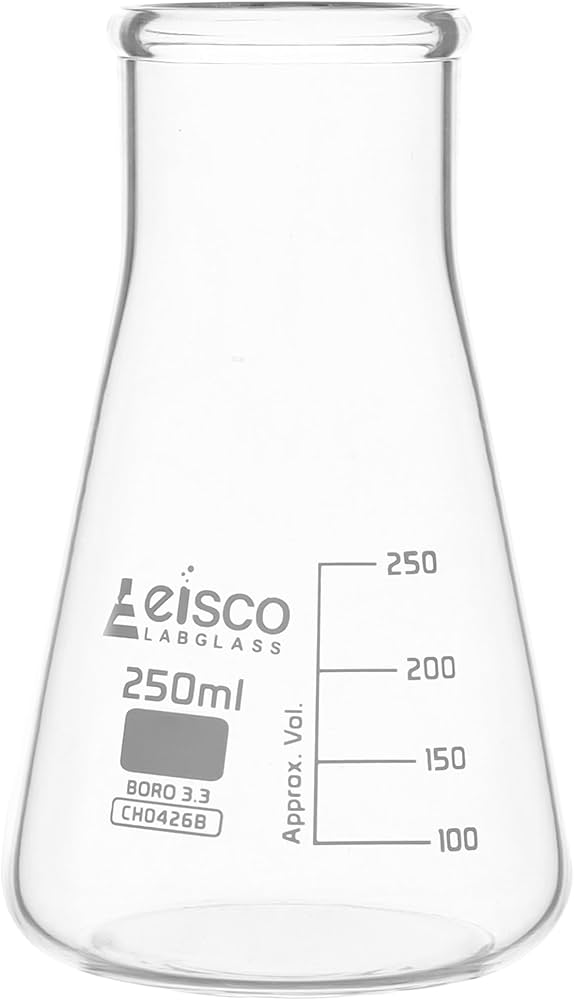 eisco
LABGLASS
250ml
BORO 3.3
CH0426B
Approx. Vol.
250
200
150
100